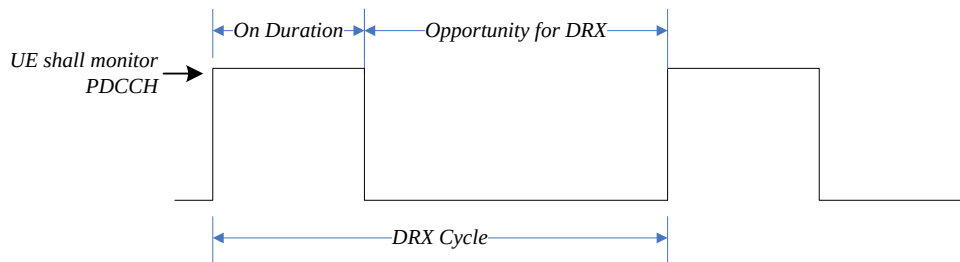 On Duration
Opportunity for DRX
UE shall monitor
PDCCH
DRX Cycle